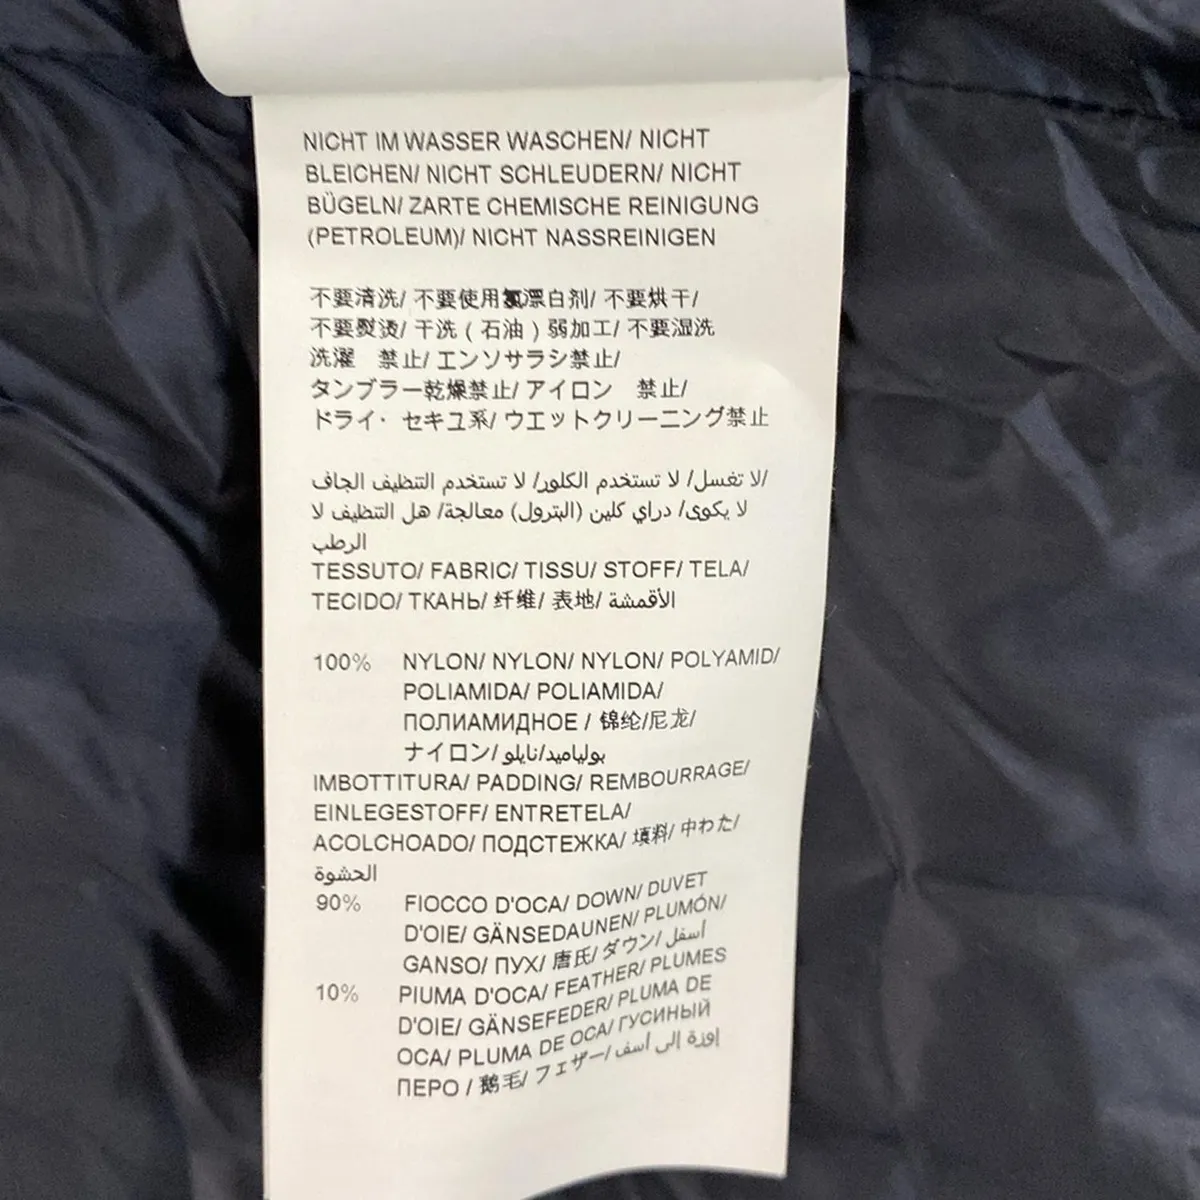 NICHT IM WASSER WASCHEN/ NICHT
BLEICHEN/ NICHT SCHLEUDERN/ NICHT
BÜGELN/ ZARTE CHEMISCHE REINIGUNG
(PETROLEUM)/ NICHT NASSREINIGEN
不要清洗/ 不要使用氯漂白剂/ 不要烘干/
不要熨烫/ 干洗 ( 石油 ) 弱加工/ 不要湿洗
洗濯　禁止/ エンソサラシ禁止/
タンブラー乾燥禁止/ アイロン　禁止/
ドライ・ セキユ系/ ウエットクリーニング禁止
لا تغسل/ لا تستخدم الكلور/ لا تستخدم التنظيف الجاف/
لا يكوى/ دراي كلين (البترول) معالجة/ هل التنظيف لا
الرطب
TESSUTO/ FABRIC/ TISSU/ STOFF/ TELA/
TECIDO/ ТКАНЬ/ 纤维/ 表地/ الأقمشة
100% NYLON/ NYLON/ NYLON/ POLYAMID/
POLIAMIDA/ POLIAMIDA/
ПОЛИАМИДНОЕ / 锦纶/尼龙/
ナイロン/ بولياميد/نايلو
IMBOTTITURA/ PADDING/ REMBOURRAGE/
EINLEGESTOFF/ ENTRETELA/
ACOLCHOADO/ ПОДСТЕЖКА/ 填料/ 中わた/
الحشوة
90% FIOCCO D'OCA/ DOWN/ DUVET
D'OIE/ GÄNSEDAUNEN/ PLUMÓN/
GANSO/ ПУХ/ 唐氏/ ダウン/ أسفل
10% PIUMA D'OCA/ FEATHER/ PLUMES
D'OIE/ GÄNSEFEDER/ PLUMA DE
OCA/ PLUMA DE OCA/ ГУСИНЫЙ
ПЕРО / 鹅毛/ フェザー/ إوزة إلى أسف